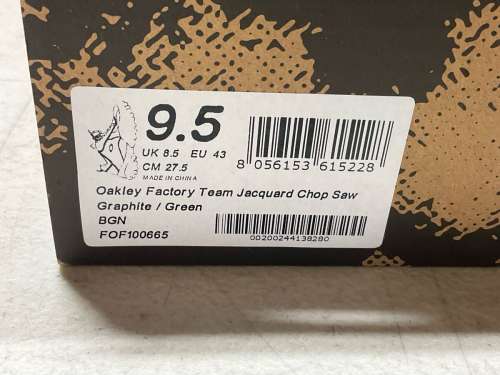 9.5
UK 8.5 EU 43
CM 27.5
MADE IN CHINA
8 056153 615228
Oakley Factory Team Jacquard Chop Saw
Graphite / Green
BGN
FOF100665
00200244138280